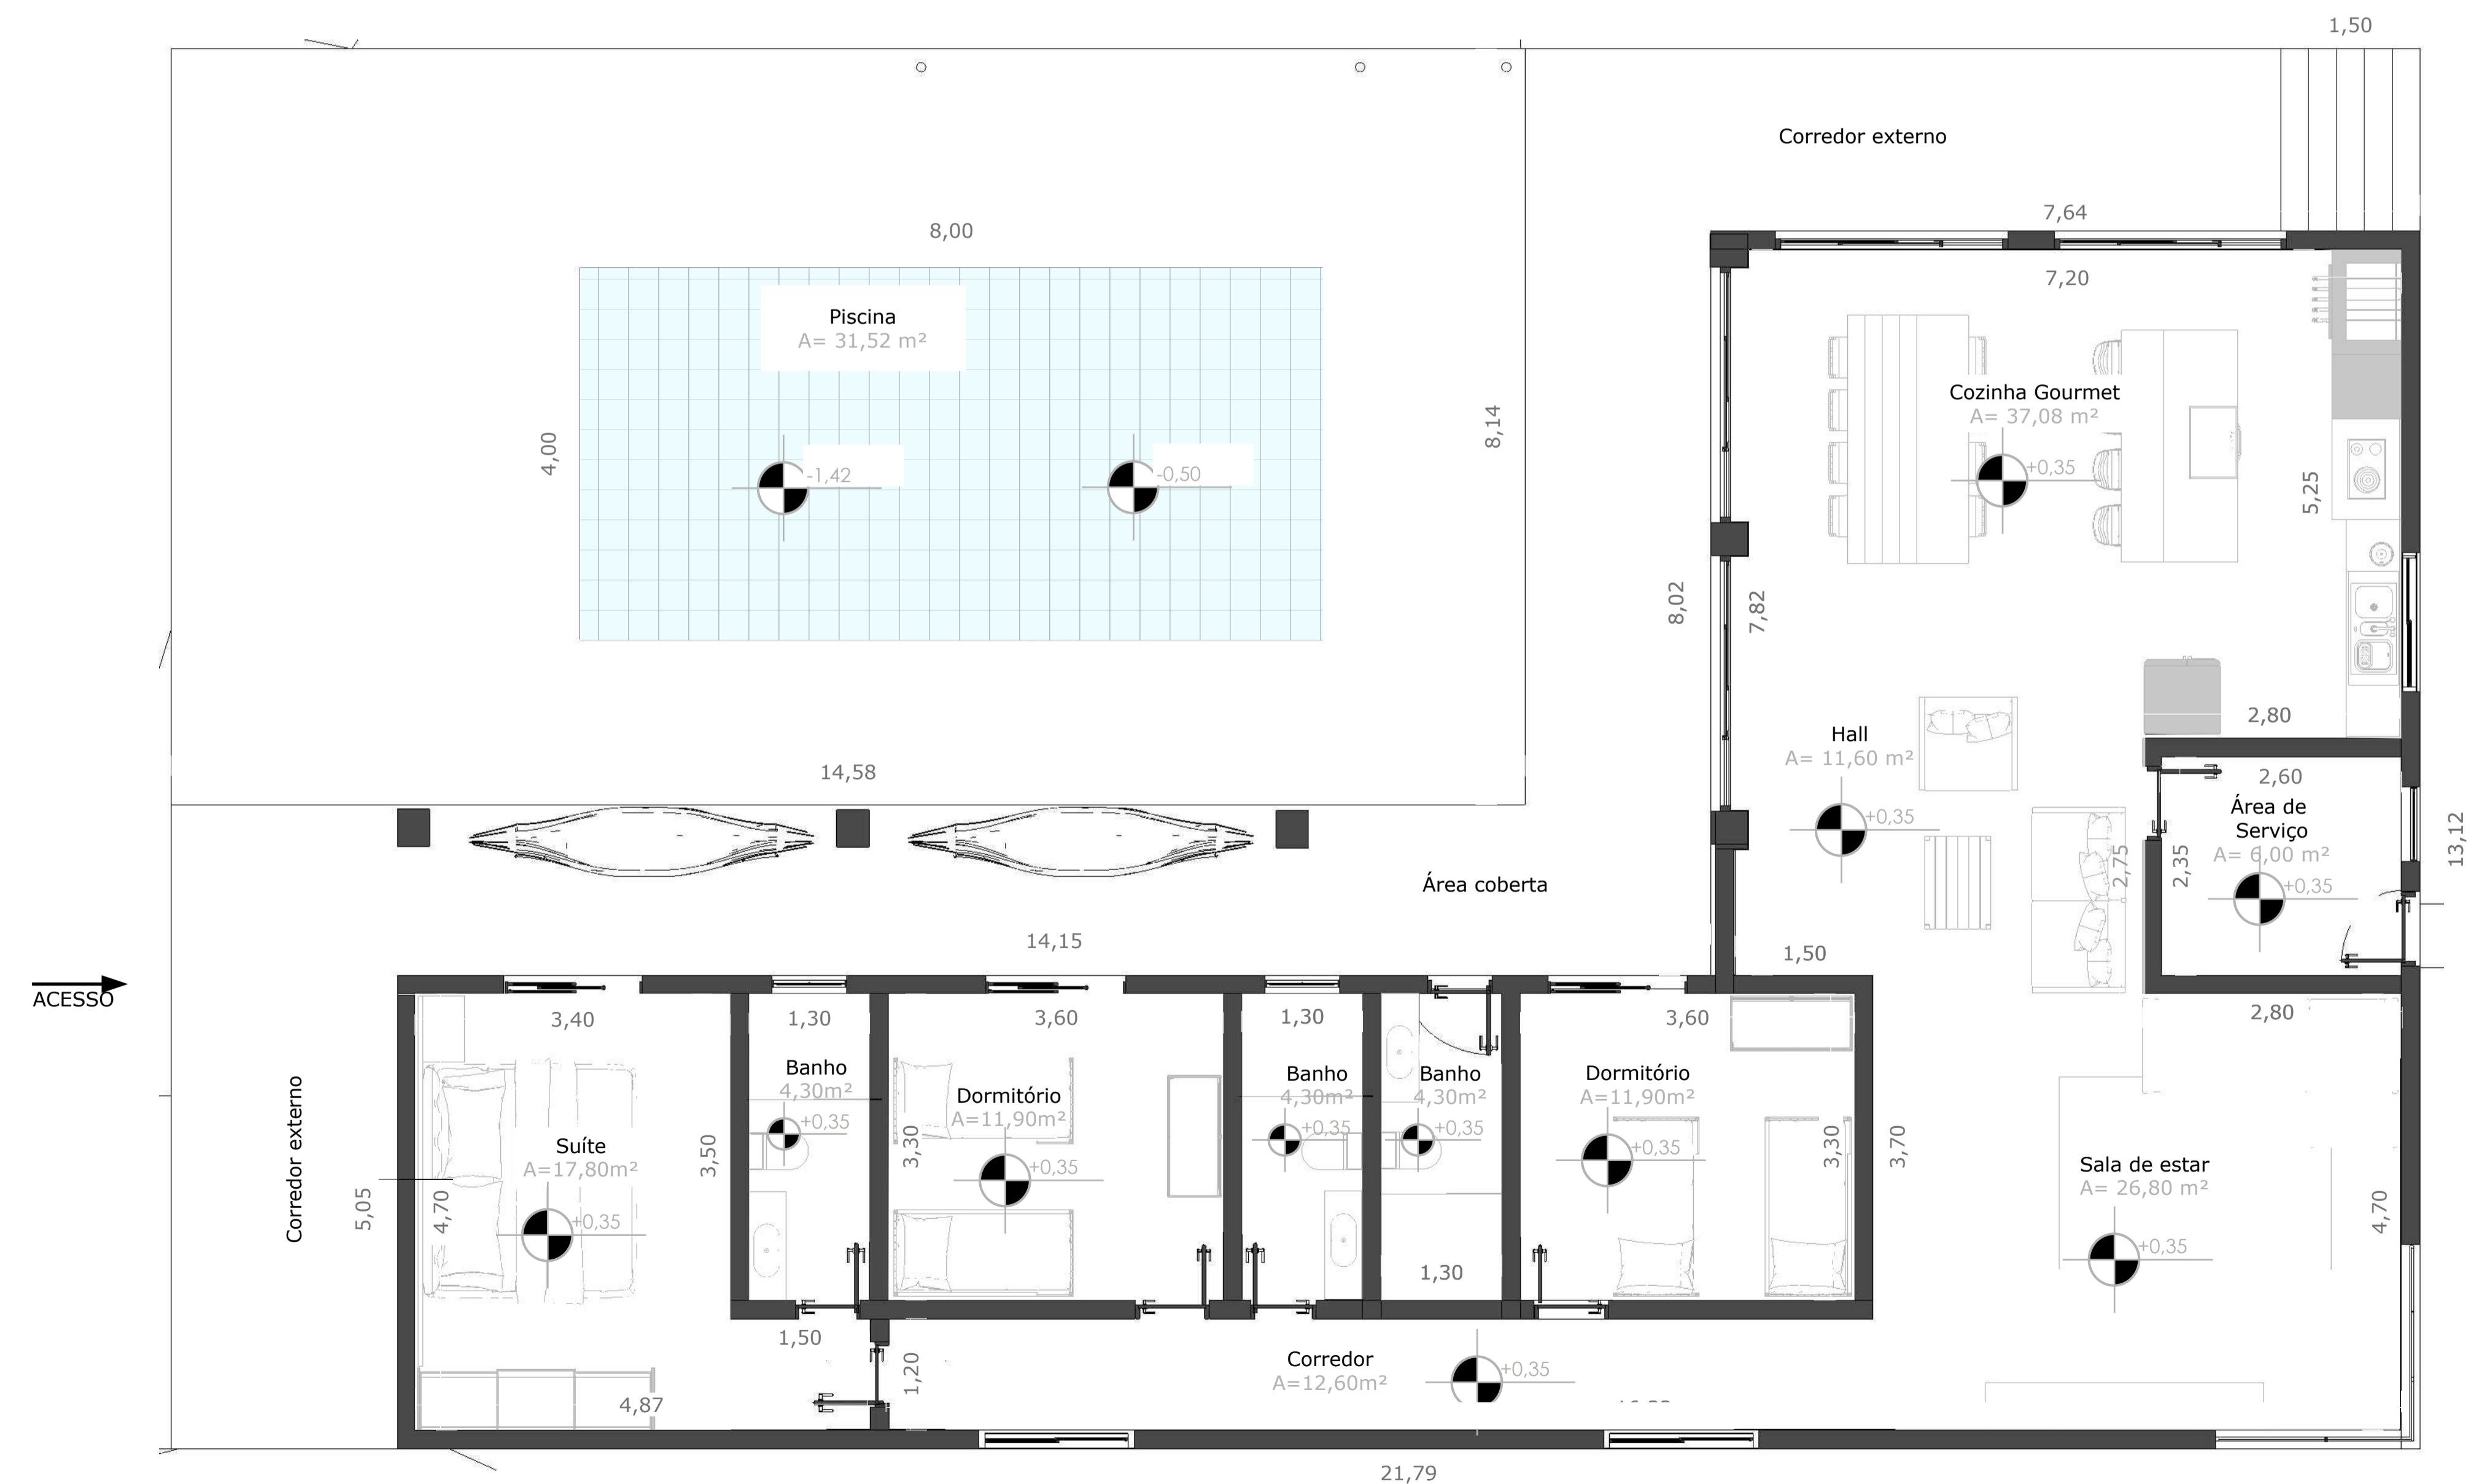 1,50
Corredor externo
7,64
8,00
7,20
Piscina
A= 31,52 m²
Cozinha Gourmet
A= 37,08 m²
4,00
8,14
-1,42
-0,50
+0,35
5,25
8,02
7,82
2,80
Hall
A= 11,60 m²
14,58
2,60
Área de
Serviço
A= 6,00 m²
+0,35
2,75
2,35
+0,35
13,12
Área coberta
14,15
1,50
ACESSO
3,40
1,30
3,60
1,30
3,60
2,80
Banho
4,30m²
+0,35
Dormitório
A=11,90m²
Banho
4,30m²
+0,35
Banho
4,30m²
+0,35
Dormitório
A=11,90m²
Corredor externo
Suíte
A=17,80m²
3,50
3,30
+0,35
+0,35
3,30
3,70
Sala de estar
A= 26,80 m²
5,05
4,70
+0,35
4,70
+0,35
1,30
1,50
1,20
Corredor
A=12,60m²
+0,35
4,87
21,79